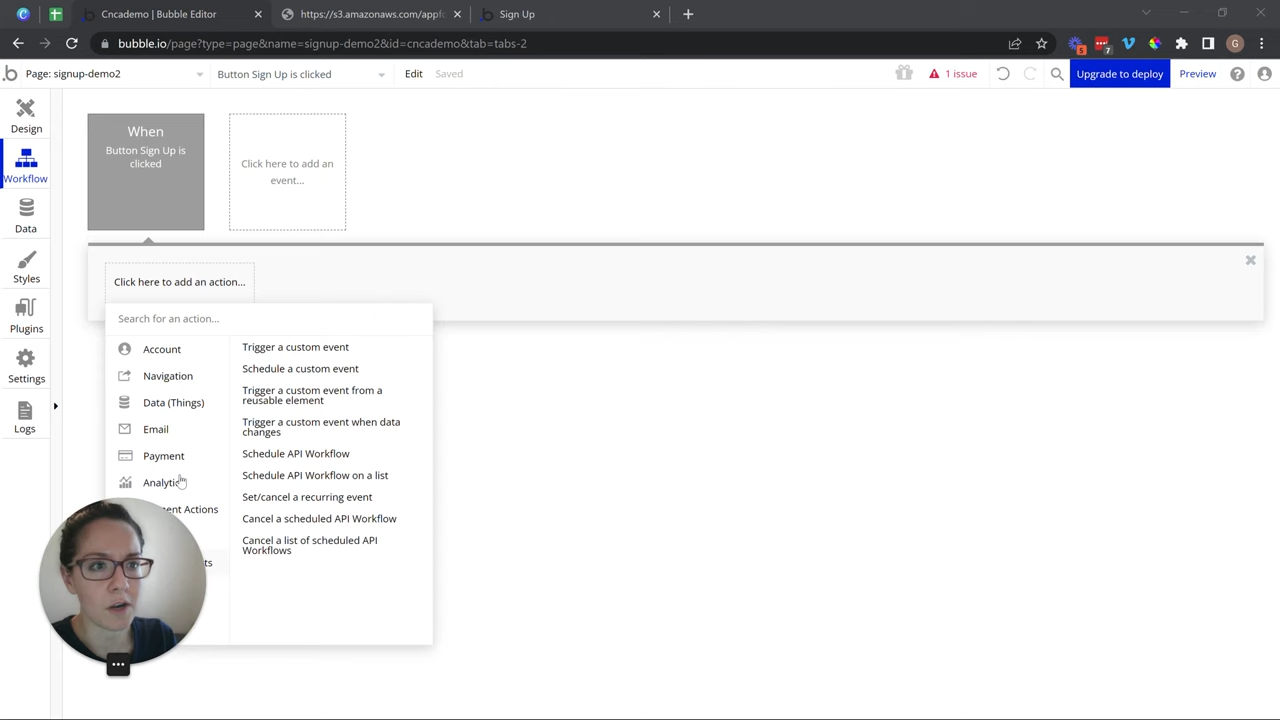 Cncademo | Bubble Editor
https://s3.amazonaws.com/appfo
Sign Up
bubble.io/page?type=page&name=signup-demo2&id=cncademo&tab=tabs-2
5
7
G
Page: signup-demo2
Button Sign Up is clicked
Edit
Saved
1 issue
Upgrade to deploy
Preview
Design
Workflow
Data
Styles
Plugins
Settings
Logs
When
Button Sign Up is
clicked
Click here to add an
event...
Click here to add an action...
Search for an action...
Account
Navigation
Data (Things)
Email
Payment
Trigger a custom event
Schedule a custom event
Trigger a custom event from a
reusable element
Trigger a custom event when data
changes
Schedule API Workflow
Schedule API Workflow on a list
Set/cancel a recurring event
Cancel a scheduled API Workflow
Cancel a list of scheduled API
Workflows
Actions